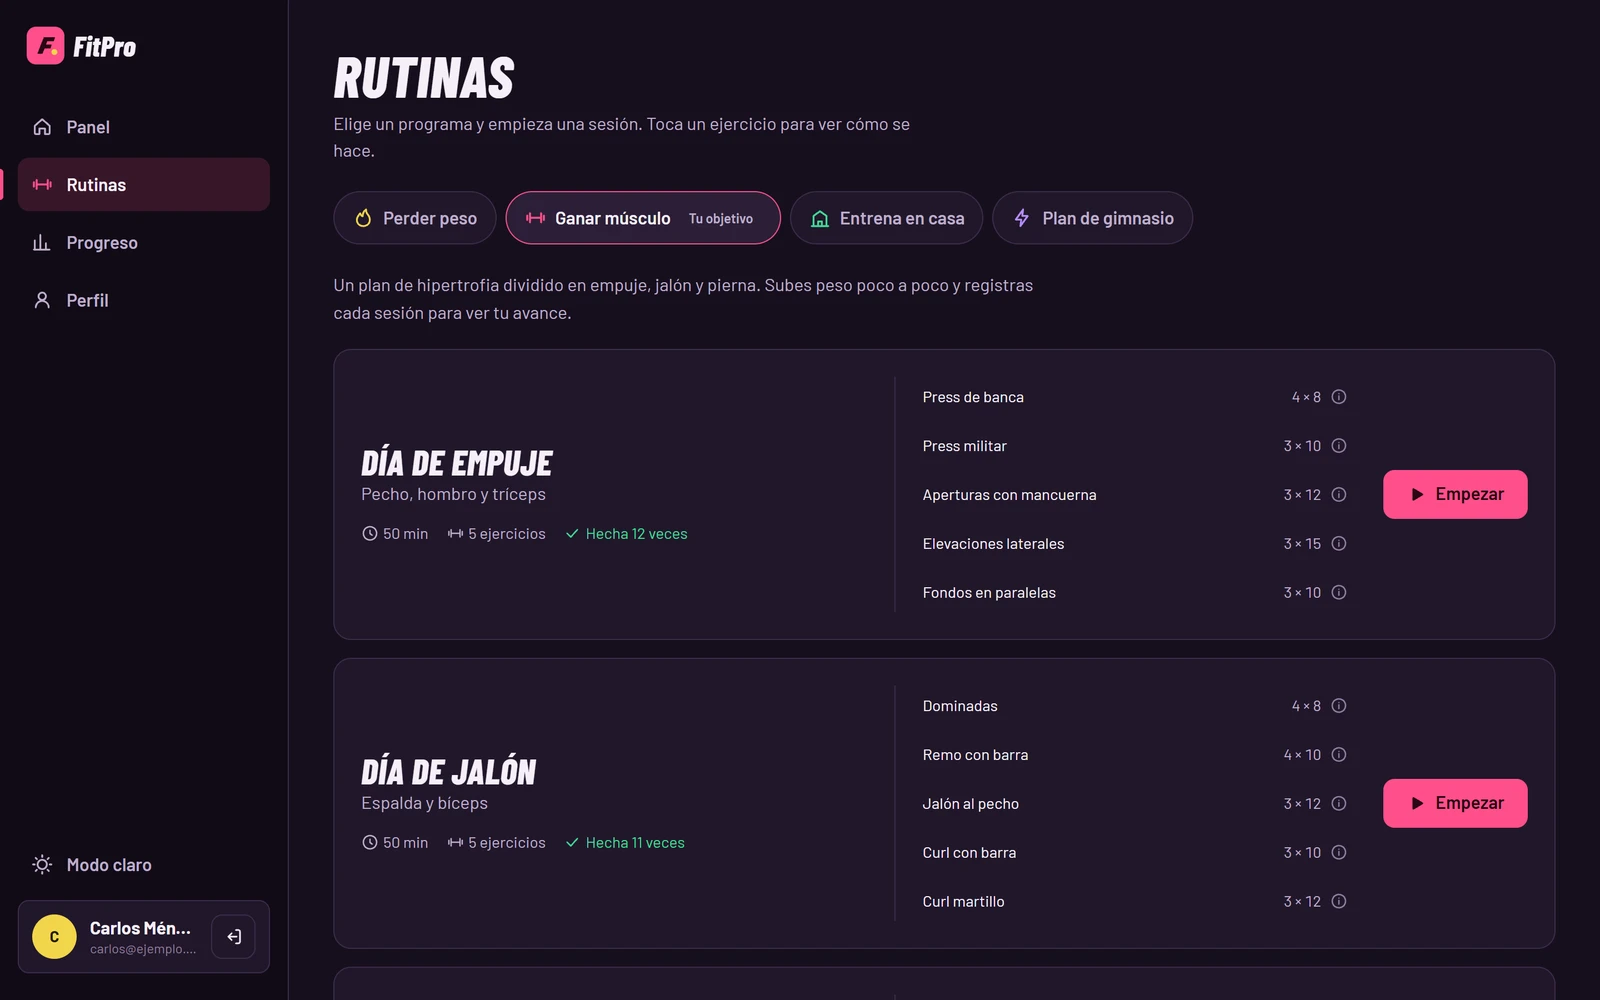 F. FitPro
Panel
Rutinas
Progreso
Perfil
Modo claro
C
Carlos Mén...
carlos@ejemplo....
RUTINAS
Elige un programa y empieza una sesión. Toca un ejercicio para ver cómo se
hace.
Perder peso
Ganar músculo Tu objetivo
Entrena en casa
Plan de gimnasio
Un plan de hipertrofia dividido en empuje, jalón y pierna. Subes peso poco a poco y registras
cada sesión para ver tu avance.
DÍA DE EMPUJE
Pecho, hombro y tríceps
50 min 5 ejercicios Hecha 12 veces
Press de banca 4 × 8
Press militar 3 × 10
Aperturas con mancuerna 3 × 12
Elevaciones laterales 3 × 15
Fondos en paralelas 3 × 10
Empezar
DÍA DE JALÓN
Espalda y bíceps
50 min 5 ejercicios Hecha 11 veces
Dominadas 4 × 8
Remo con barra 4 × 10
Jalón al pecho 3 × 12
Curl con barra 3 × 10
Curl martillo 3 × 12
Empezar